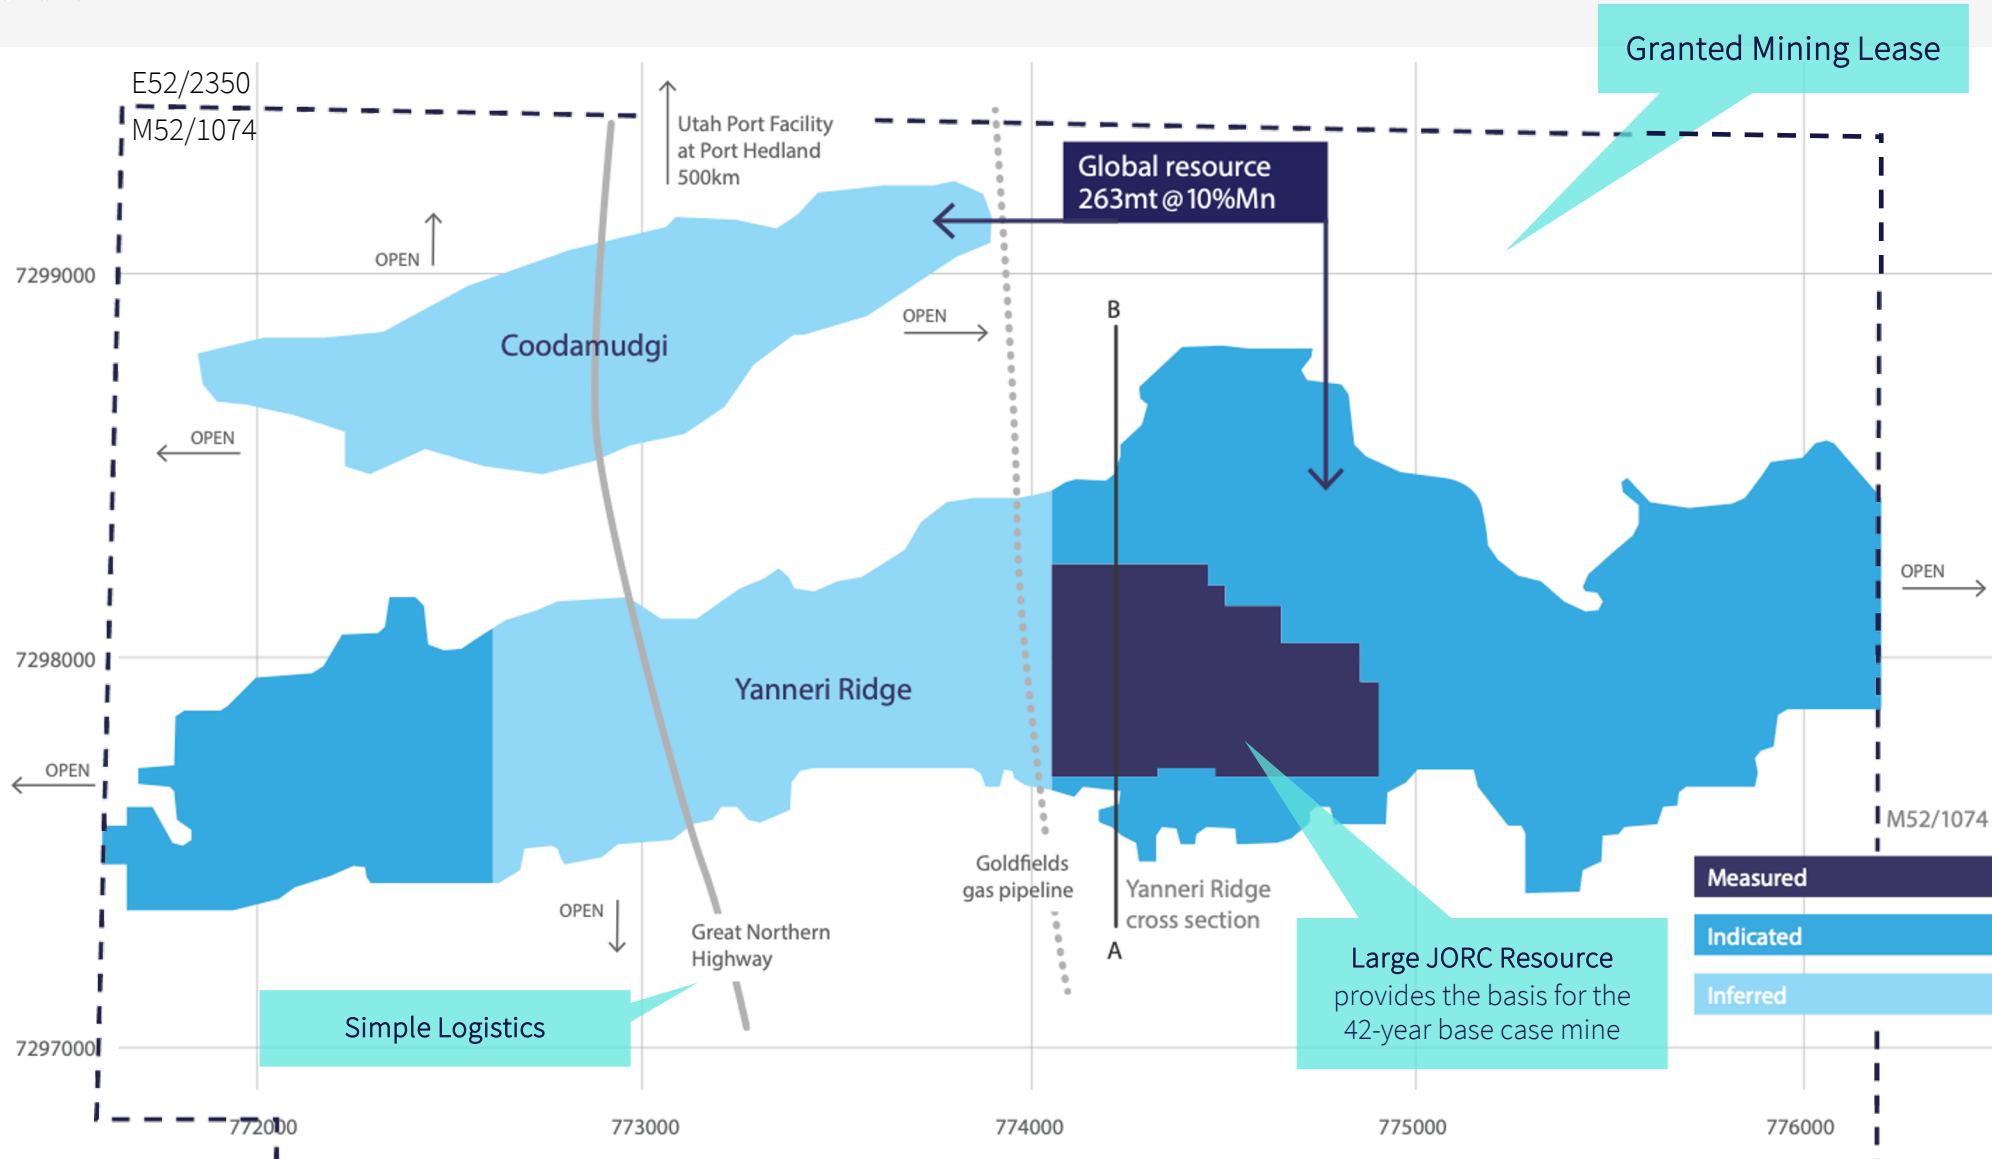 Granted Mining Lease
E52/2350
M52/1074
Utah Port Facility
at Port Hedland
500km
Global resource
263mt @ 10%Mn
OPEN
7299000
B
OPEN
Coodamudgi
OPEN
OPEN
7298000
Yanneri Ridge
OPEN
M52/1074
Goldfields
gas pipeline
Yanneri Ridge
cross section
A
OPEN
Great Northern
Highway
Measured
Indicated
Inferred
Large JORC Resource
provides the basis for the
42-year base case mine
Simple Logistics
7297000
772000
773000
774000
775000
776000